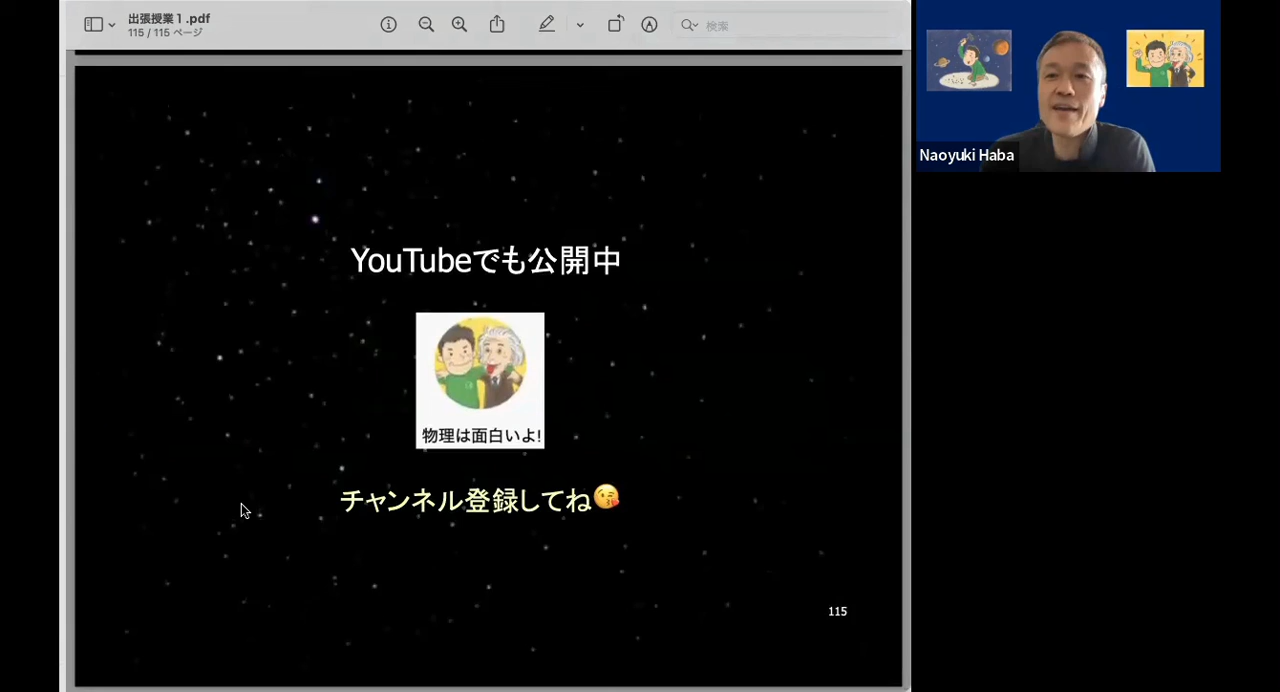 出張授業1.pdf
115 / 115 ページ
検索
Naoyuki Haba
YouTubeでも公開中
物理は面白いよ!
チャンネル登録してね😘
115